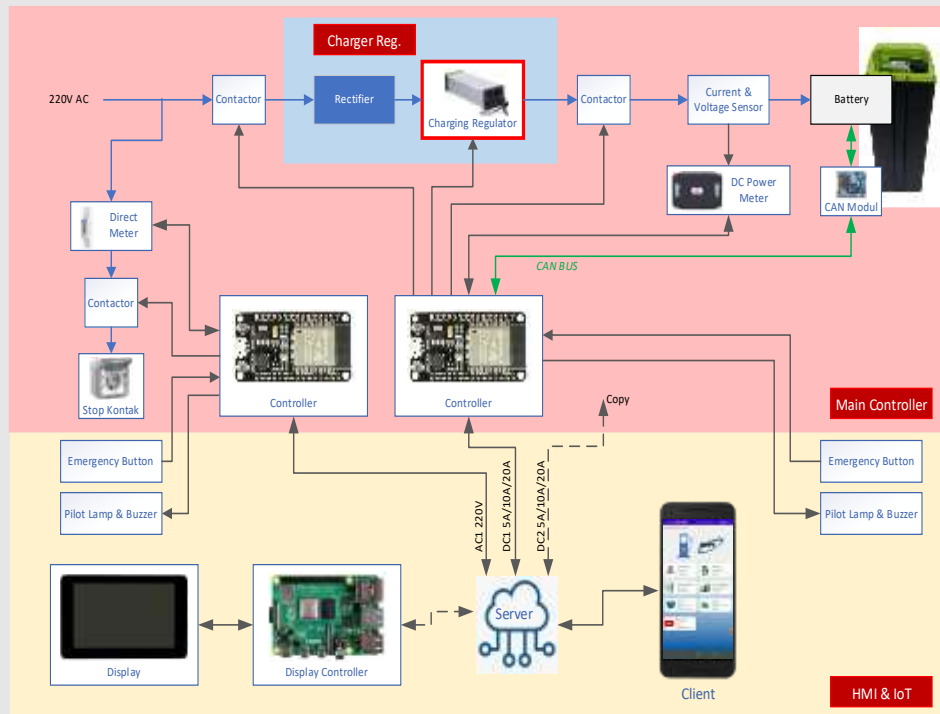 Charger Reg.
220V AC
Contactor
Rectifier
Charging Regulator
Contactor
Current &
Voltage Sensor
Battery
Direct
Meter
DC Power
Meter
CAN Modul
CAN BUS
Contactor
Stop Kontak
Controller
Controller
Copy
Main Controller
Emergency Button
Pilot Lamp & Buzzer
AC1 220V
DC1 5A/10A/20A
DC2 5A/10A/20A
Emergency Button
Pilot Lamp & Buzzer
Server
Display
Display Controller
Client
HMI & IoT